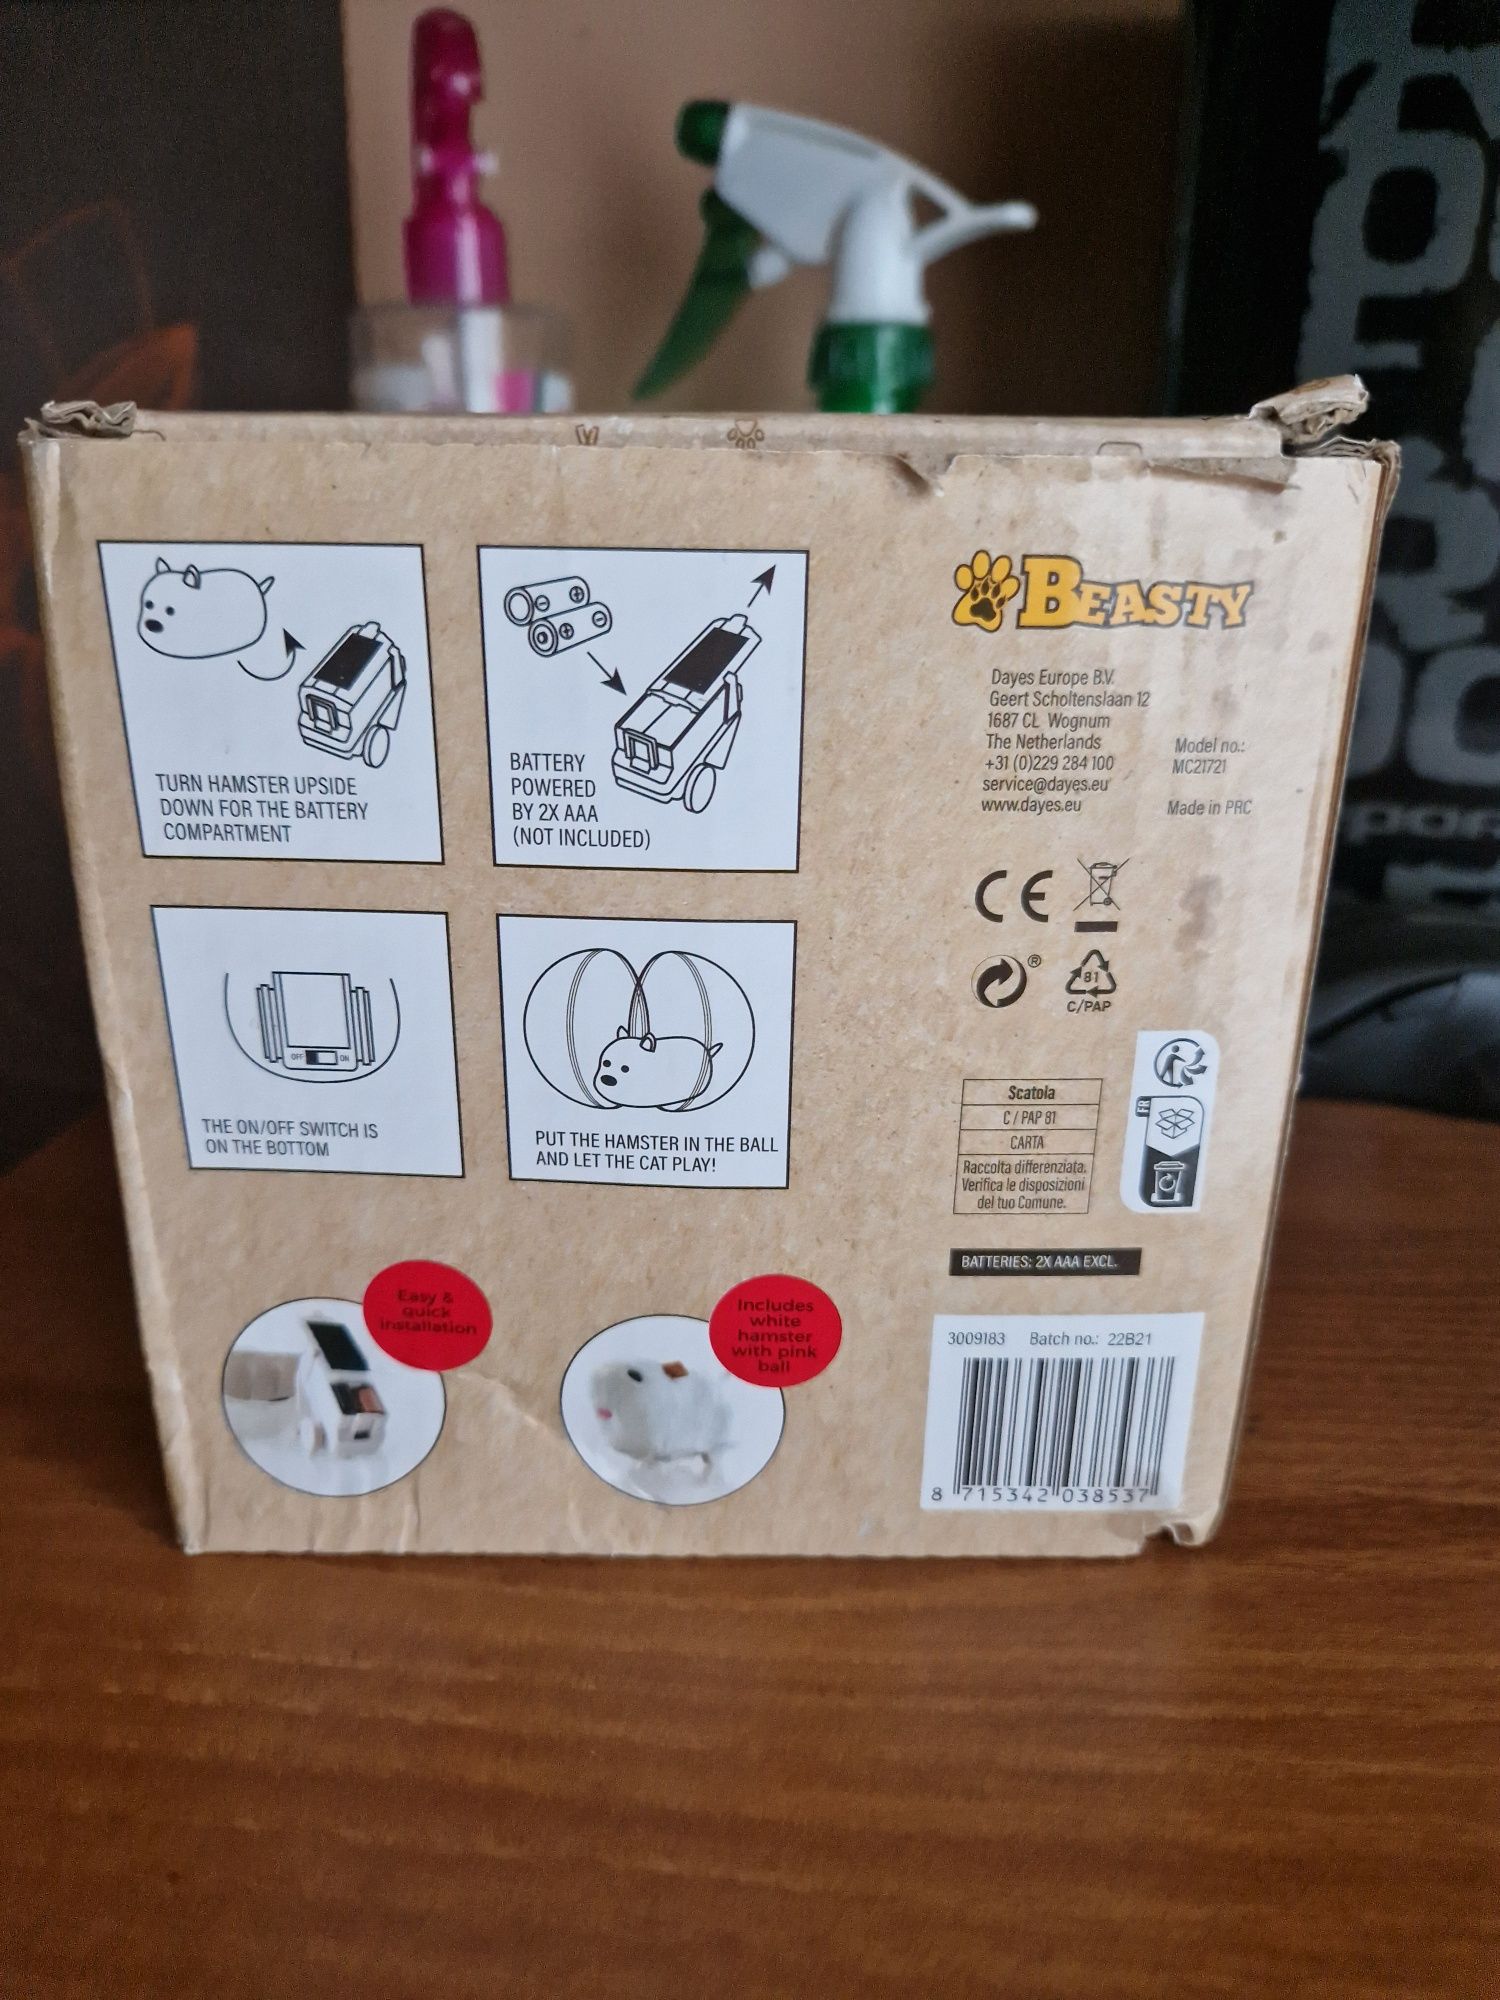 TURN HAMSTER UPSIDE
DOWN FOR THE BATTERY
COMPARTMENT
BATTERY
POWERED
BY 2X AAA
(NOT INCLUDED)
OFF
ON
THE ON/OFF SWITCH IS
ON THE BOTTOM
PUT THE HAMSTER IN THE BALL
AND LET THE CAT PLAY!
Easy &
quick
installation
Includes
white
hamster
with pink
ball
BEASTY
Dayes Europe B.V.
Geert Scholtenslaan 12
1687 CL Wognum
The Netherlands
+31 (0)229 284 100
service@dayes.eu
www.dayes.eu
Model no.:
MC21721
Made in PRC
CE
®
81
C/PAP
Scatola
C / PAP 81
CARTA
Raccolta differenziata.
Verifica le disposizioni
del tuo Comune.
FR
BATTERIES: 2X AAA EXCL.
3009183 Batch no.: 22B21
8 715342 038537